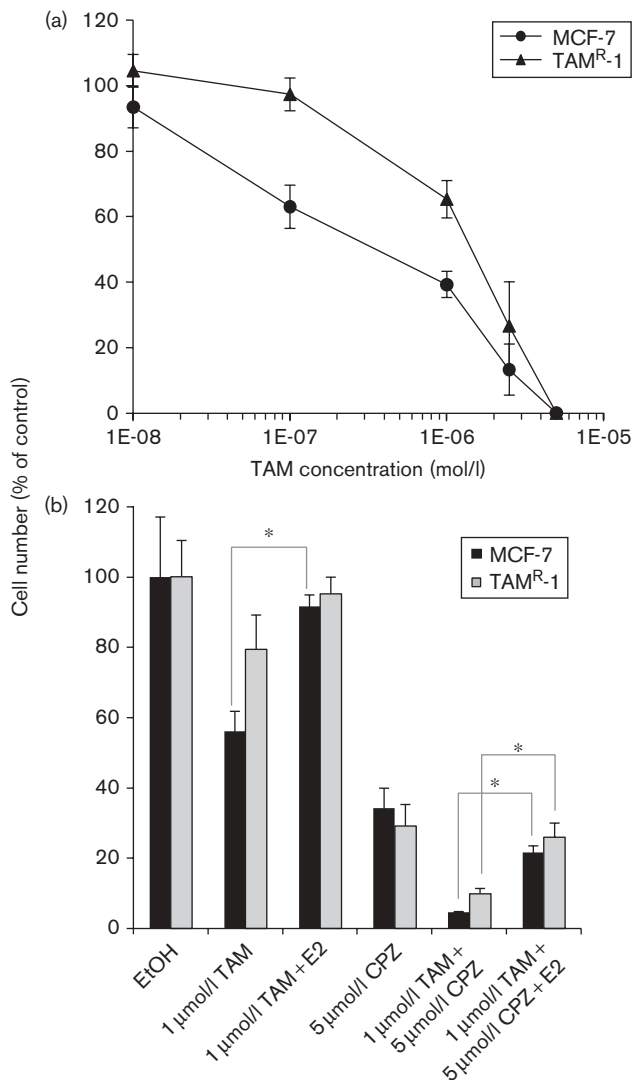 (a)
MCF-7
TAMᴿ-1
120
100
80
60
40
20
0
1E-08
1E-07
1E-06
1E-05
TAM concentration (mol/l)
Cell number (% of control)
(b)
MCF-7
TAMᴿ-1
120
100
80
60
40
20
0
*
*
*
EtOH
1 µmol/l TAM
1 µmol/l TAM+E2
5 µmol/l CPZ
1 µmol/l TAM+
5 µmol/l CPZ
1 µmol/l TAM+
5 µmol/l CPZ+E2